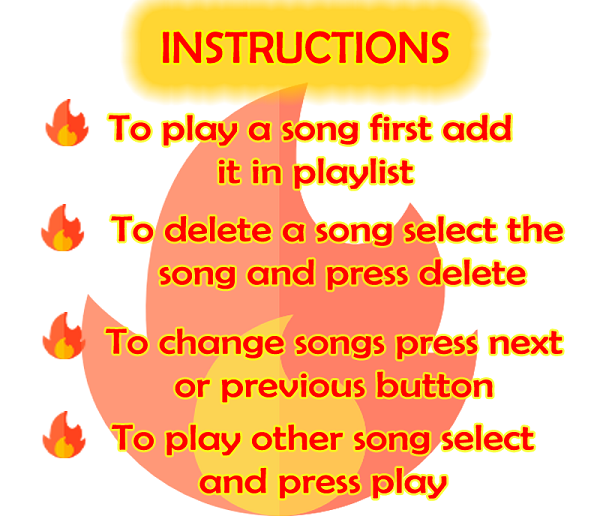 INSTRUCTIONS
To play a song first add
it in playlist
To delete a song select the
song and press delete
To change songs press next
or previous button
To play other song select
and press play